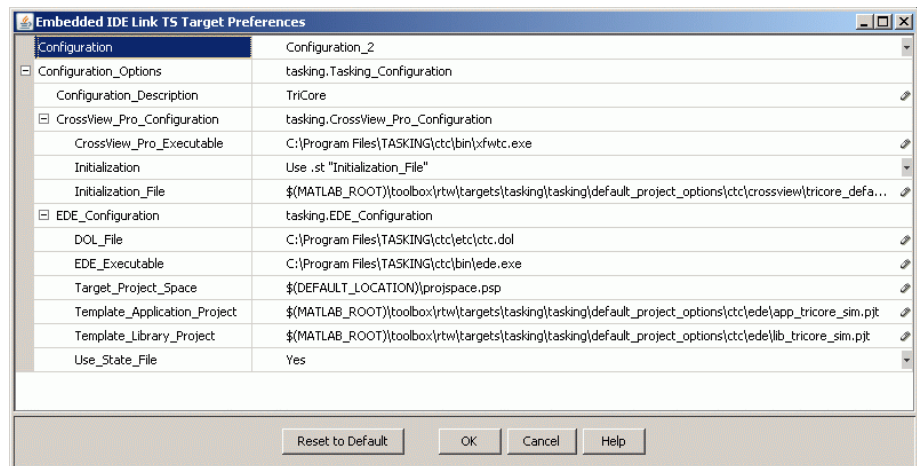 Embedded IDE Link TS Target Preferences
Configuration Configuration_2
Configuration_Options tasking.Tasking_Configuration
Configuration_Description TriCore
CrossView_Pro_Configuration tasking.CrossView_Pro_Configuration
CrossView_Pro_Executable C:\Program Files\TASKING\ctc\bin\xfwtc.exe
Initialization Use .st "Initialization_File"
Initialization_File $(MATLAB_ROOT)\toolbox\rtw\targets\tasking\tasking\default_project_options\ctc\crossview\tricore_defa...
EDE_Configuration tasking.EDE_Configuration
DOL_File C:\Program Files\TASKING\ctc\etc\ctc.dol
EDE_Executable C:\Program Files\TASKING\ctc\bin\ede.exe
Target_Project_Space $(DEFAULT_LOCATION)\projspace.psp
Template_Application_Project $(MATLAB_ROOT)\toolbox\rtw\targets\tasking\tasking\default_project_options\ctc\ede\app_tricore_sim.pjt
Template_Library_Project $(MATLAB_ROOT)\toolbox\rtw\targets\tasking\tasking\default_project_options\ctc\ede\lib_tricore_sim.pjt
Use_State_File Yes
Reset to Default OK Cancel Help